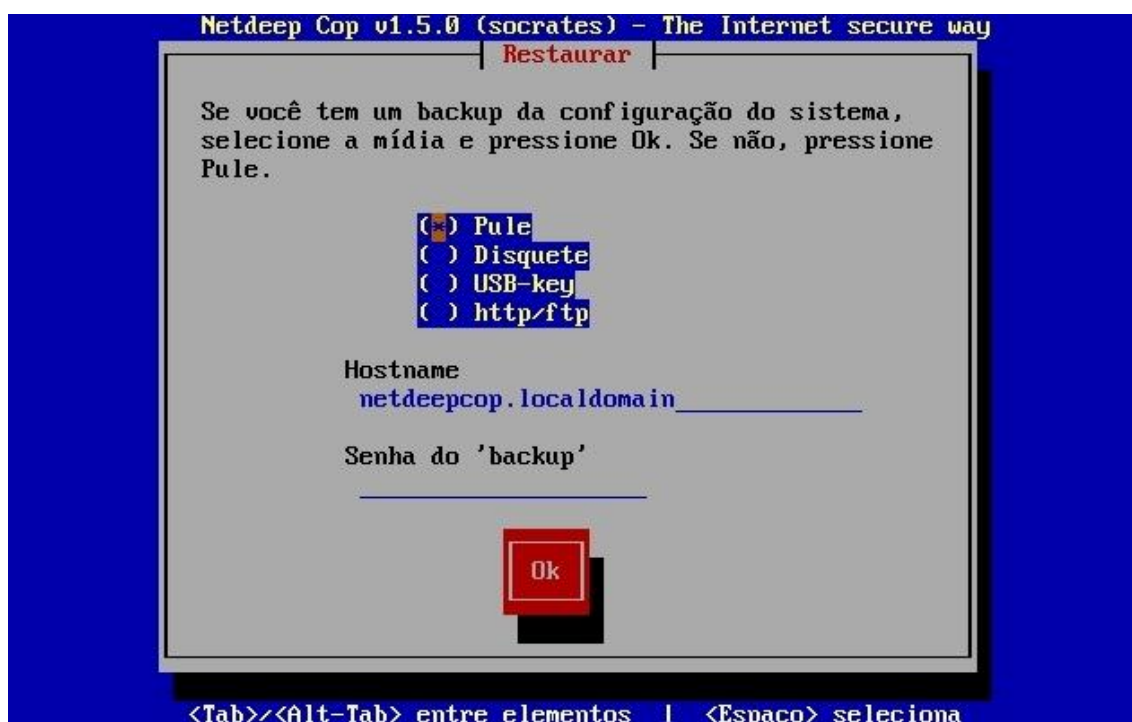 Netdeep Cop v1.5.0 (socrates) - The Internet secure way
Restaurar
Se você tem um backup da configuração do sistema,
selecione a mídia e pressione Ok. Se não, pressione
Pule.
(*) Pule
( ) Disquete
( ) USB-key
( ) http/ftp
Hostname
netdeepcop.localdomain
Senha do 'backup'
Ok
<Tab>/<Alt-Tab> entre elementos | <Espaco> seleciona